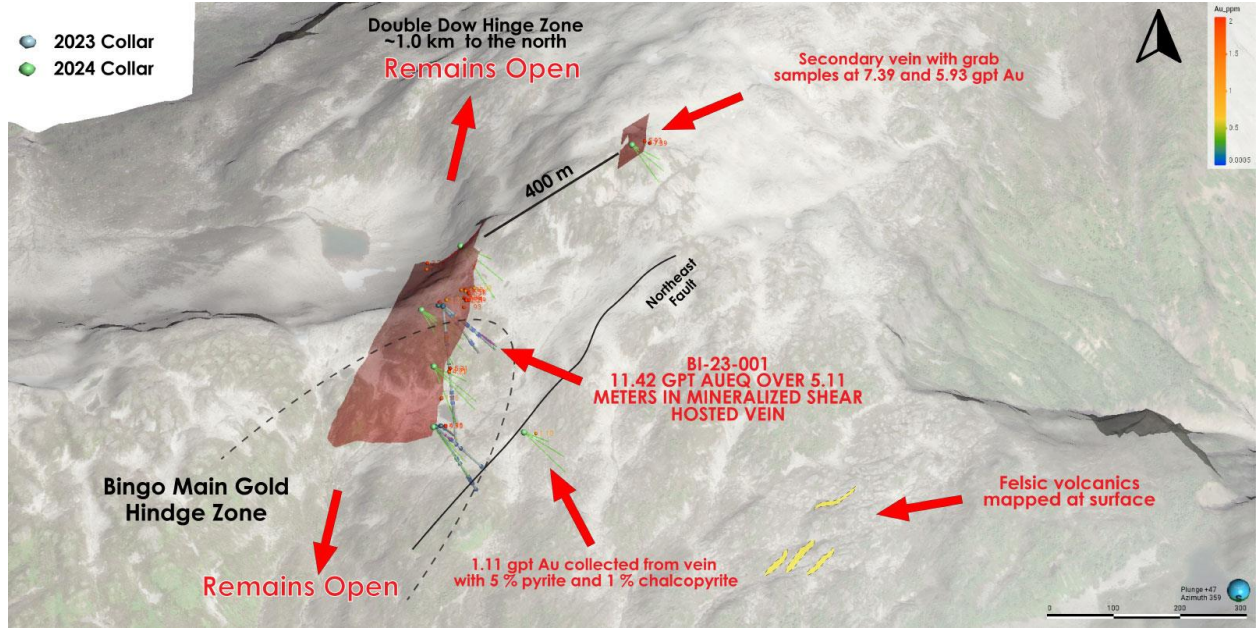 2023 Collar
2024 Collar
Double Dow Hinge Zone
~1.0 km to the north
Remains Open
Secondary vein with grab
samples at 7.39 and 5.93 gpt Au
Au_ppm
2
1.5
1
0.5
0.0005
400 m
Northeast
Fault
BI-23-001
11.42 GPT AUEQ OVER 5.11
METERS IN MINERALIZED SHEAR
HOSTED VEIN
Bingo Main Gold
Hindge Zone
Remains Open
1.11 gpt Au collected from vein
with 5 % pyrite and 1 % chalcopyrite
Felsic volcanics
mapped at surface
Plunge +47
Azimuth 359
0 100 200 300